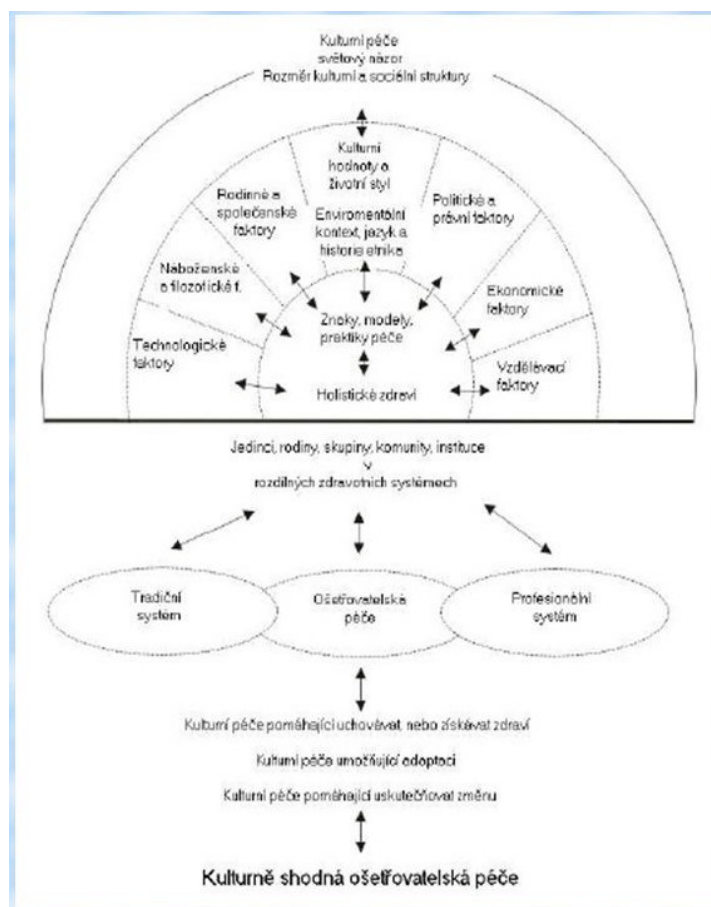 Kulturní péče
světový názor
Rozměr kulturní a sociální struktury
Kulturní
hodnoty a
životní styl
Rodinné a
společenské
faktory
Politické a
právní faktory
Enviromentální
kontext, jazyk a
historie etnika
Náboženské
a filozofické f.
Ekonomické
faktory
Znaky, modely,
praktiky péče
Technologické
faktory
Vzdělávací
faktory
Holistické zdraví
Jedinci, rodiny, skupiny, komunity, instituce
v
rozdílných zdravotních systémech
Tradiční
systém
Ošetřovatelská
péče
Profesionální
systém
Kulturní péče pomáhající uchovávat, nebo získávat zdraví
Kulturní péče umožňující adaptaci
Kulturní péče pomáhající uskutečňovat změnu
Kulturně shodná ošetřovatelská péče